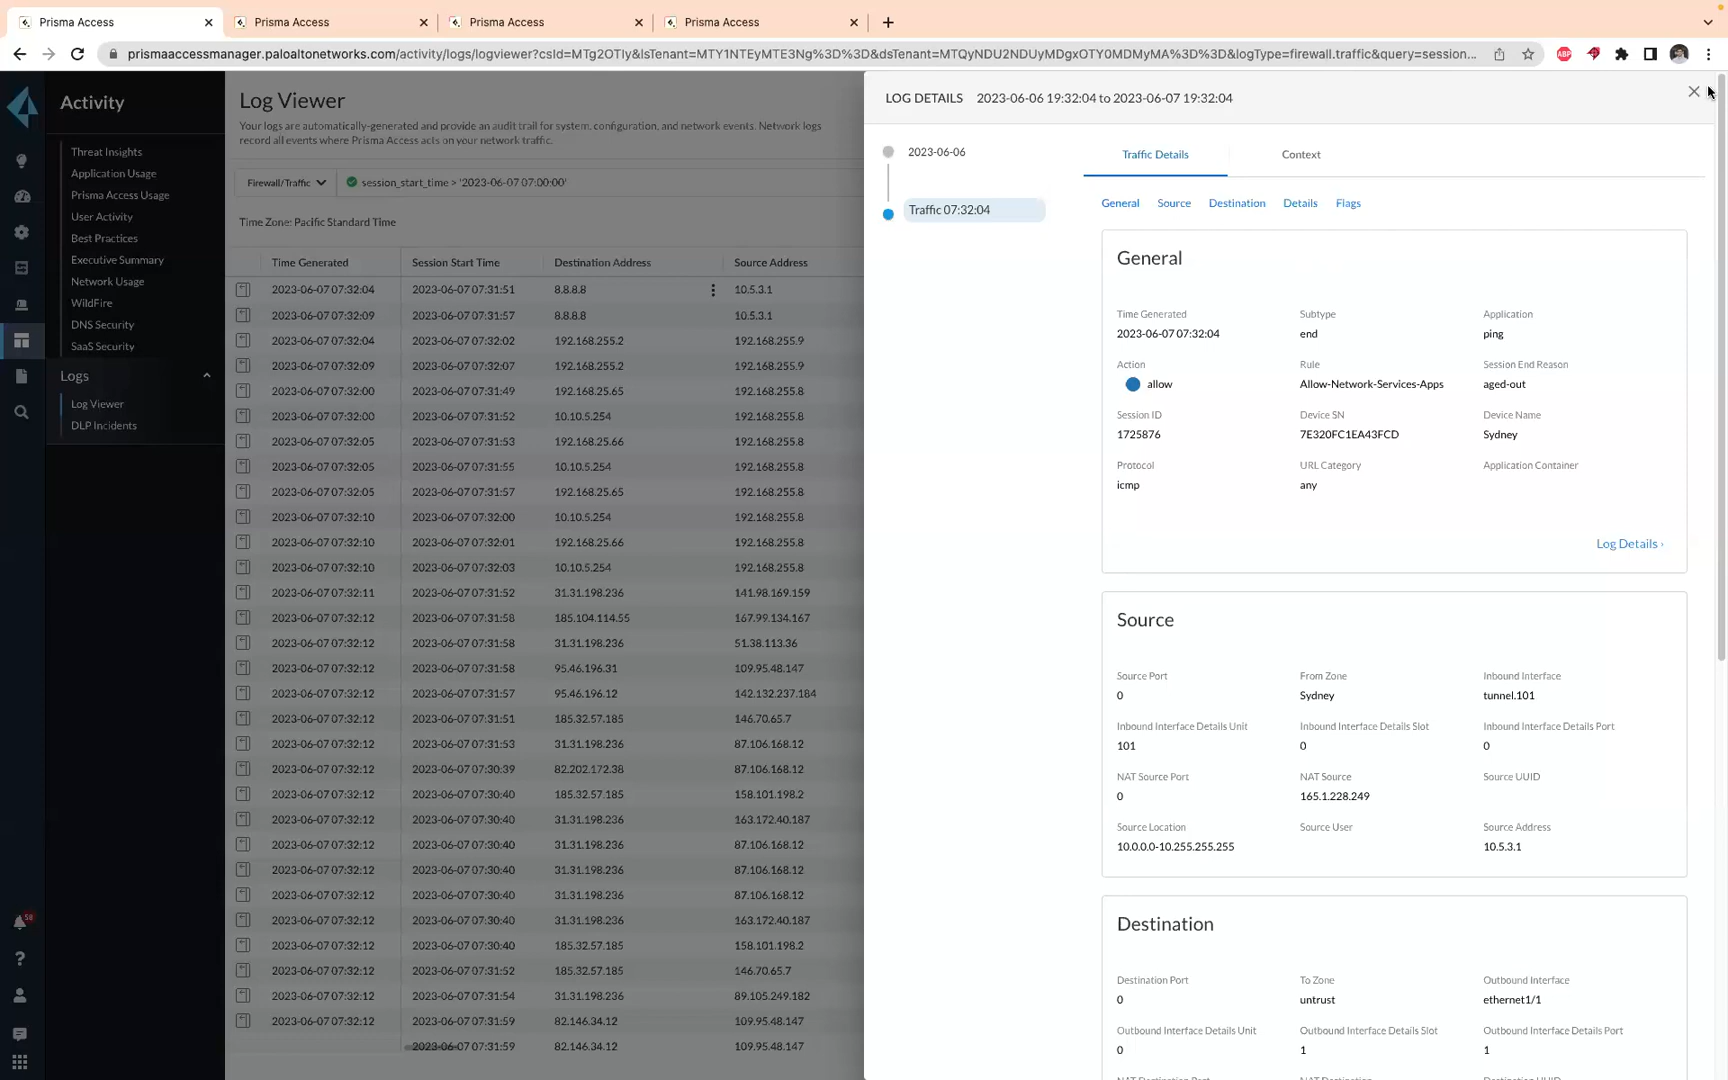 Prisma Access
Prisma Access
Prisma Access
Prisma Access
prismaaccessmanager.paloaltonetworks.com/activity/logs/logviewer?csId=MTg2OTIy&lsTenant=MTY1NTEyMTE3Ng%3D%3D&dsTenant=MTQyNDU2NDUyMDgxOTY0MDMyMA%3D%3D&logType=firewall.traffic&query=session...
ABP
Activity
Threat Insights
Application Usage
Prisma Access Usage
User Activity
Best Practices
Executive Summary
Network Usage
WildFire
DNS Security
SaaS Security
Logs
Log Viewer
DLP Incidents
58
Log Viewer
Your logs are automatically-generated and provide an audit trail for system, configuration, and network events. Network logs
record all events where Prisma Access acts on your network traffic.
Firewall/Traffic
session_start_time > '2023-06-07 07:00:00'
Time Zone: Pacific Standard Time
Time Generated Session Start Time Destination Address Source Address
2023-06-07 07:32:04 2023-06-07 07:31:51 8.8.8.8 10.5.3.1
2023-06-07 07:32:09 2023-06-07 07:31:57 8.8.8.8 10.5.3.1
2023-06-07 07:32:04 2023-06-07 07:32:02 192.168.255.2 192.168.255.9
2023-06-07 07:32:09 2023-06-07 07:32:07 192.168.255.2 192.168.255.9
2023-06-07 07:32:00 2023-06-07 07:31:49 192.168.25.65 192.168.255.8
2023-06-07 07:32:00 2023-06-07 07:31:52 10.10.5.254 192.168.255.8
2023-06-07 07:32:05 2023-06-07 07:31:53 192.168.25.66 192.168.255.8
2023-06-07 07:32:05 2023-06-07 07:31:55 10.10.5.254 192.168.255.8
2023-06-07 07:32:05 2023-06-07 07:31:57 192.168.25.65 192.168.255.8
2023-06-07 07:32:10 2023-06-07 07:32:00 10.10.5.254 192.168.255.8
2023-06-07 07:32:10 2023-06-07 07:32:01 192.168.25.66 192.168.255.8
2023-06-07 07:32:10 2023-06-07 07:32:03 10.10.5.254 192.168.255.8
2023-06-07 07:32:11 2023-06-07 07:31:52 31.31.198.236 141.98.169.159
2023-06-07 07:32:12 2023-06-07 07:31:58 185.104.114.55 167.99.134.167
2023-06-07 07:32:12 2023-06-07 07:31:58 31.31.198.236 51.38.113.36
2023-06-07 07:32:12 2023-06-07 07:31:58 95.46.196.31 109.95.48.147
2023-06-07 07:32:12 2023-06-07 07:31:57 95.46.196.12 142.132.237.184
2023-06-07 07:32:12 2023-06-07 07:31:51 185.32.57.185 146.70.65.7
2023-06-07 07:32:12 2023-06-07 07:31:53 31.31.198.236 87.106.168.12
2023-06-07 07:32:12 2023-06-07 07:30:39 82.202.172.38 87.106.168.12
2023-06-07 07:32:12 2023-06-07 07:30:40 185.32.57.185 158.101.198.2
2023-06-07 07:32:12 2023-06-07 07:30:40 31.31.198.236 163.172.40.187
2023-06-07 07:32:12 2023-06-07 07:30:40 31.31.198.236 87.106.168.12
2023-06-07 07:32:12 2023-06-07 07:30:40 31.31.198.236 87.106.168.12
2023-06-07 07:32:12 2023-06-07 07:30:40 31.31.198.236 87.106.168.12
2023-06-07 07:32:12 2023-06-07 07:30:40 31.31.198.236 163.172.40.187
2023-06-07 07:32:12 2023-06-07 07:30:40 185.32.57.185 158.101.198.2
2023-06-07 07:32:12 2023-06-07 07:31:52 185.32.57.185 146.70.65.7
2023-06-07 07:32:12 2023-06-07 07:31:54 31.31.198.236 89.105.249.182
2023-06-07 07:32:12 2023-06-07 07:31:59 82.146.34.12 109.95.48.147
2023-06-07 07:31:59 82.146.34.12 109.95.48.147
LOG DETAILS 2023-06-06 19:32:04 to 2023-06-07 19:32:04
2023-06-06
Traffic 07:32:04
Traffic Details Context
General Source Destination Details Flags
General
Time Generated Subtype Application
2023-06-07 07:32:04 end ping
Action Rule Session End Reason
allow Allow-Network-Services-Apps aged-out
Session ID Device SN Device Name
1725876 7E320FC1EA43FCD Sydney
Protocol URL Category Application Container
icmp any
Log Details ›
Source
Source Port From Zone Inbound Interface
0 Sydney tunnel.101
Inbound Interface Details Unit Inbound Interface Details Slot Inbound Interface Details Port
101 0 0
NAT Source Port NAT Source Source UUID
0 165.1.228.249
Source Location Source User Source Address
10.0.0.0-10.255.255.255 10.5.3.1
Destination
Destination Port To Zone Outbound Interface
0 untrust ethernet1/1
Outbound Interface Details Unit Outbound Interface Details Slot Outbound Interface Details Port
0 1 1